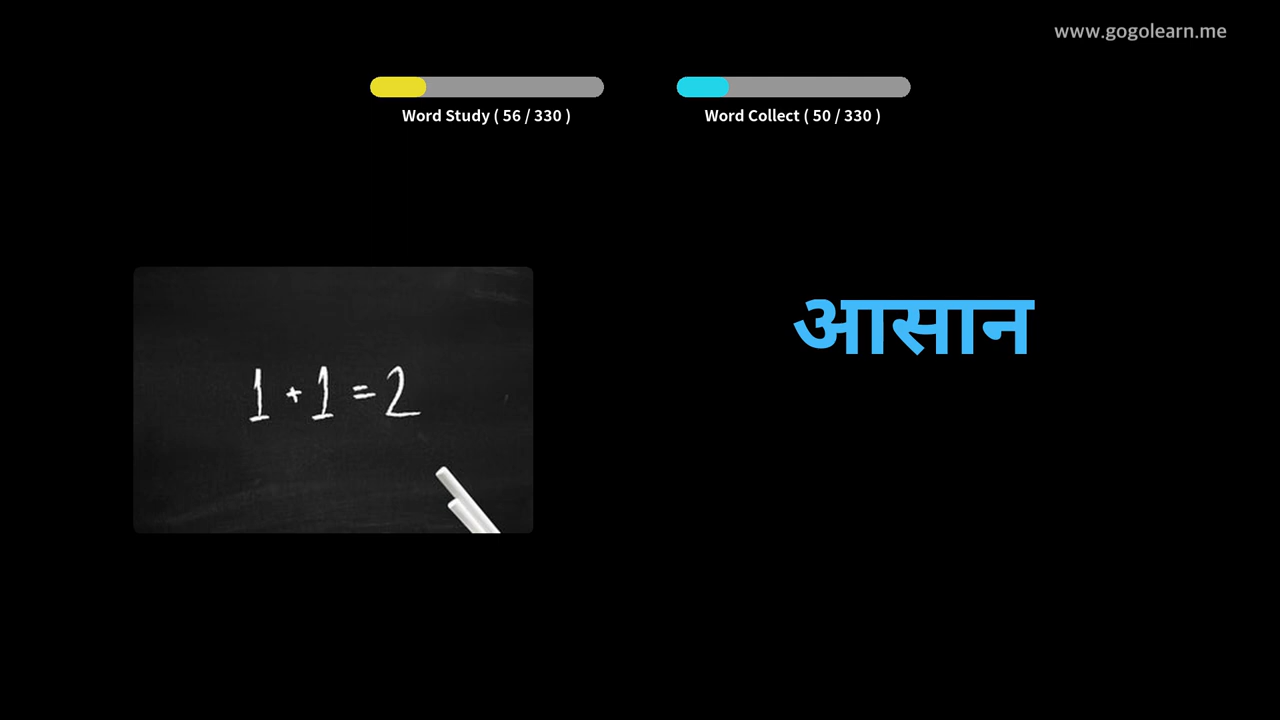 www.gogolearn.me
Word Study ( 56 / 330 )
Word Collect ( 50 / 330 )
1 + 1 = 2
आसान